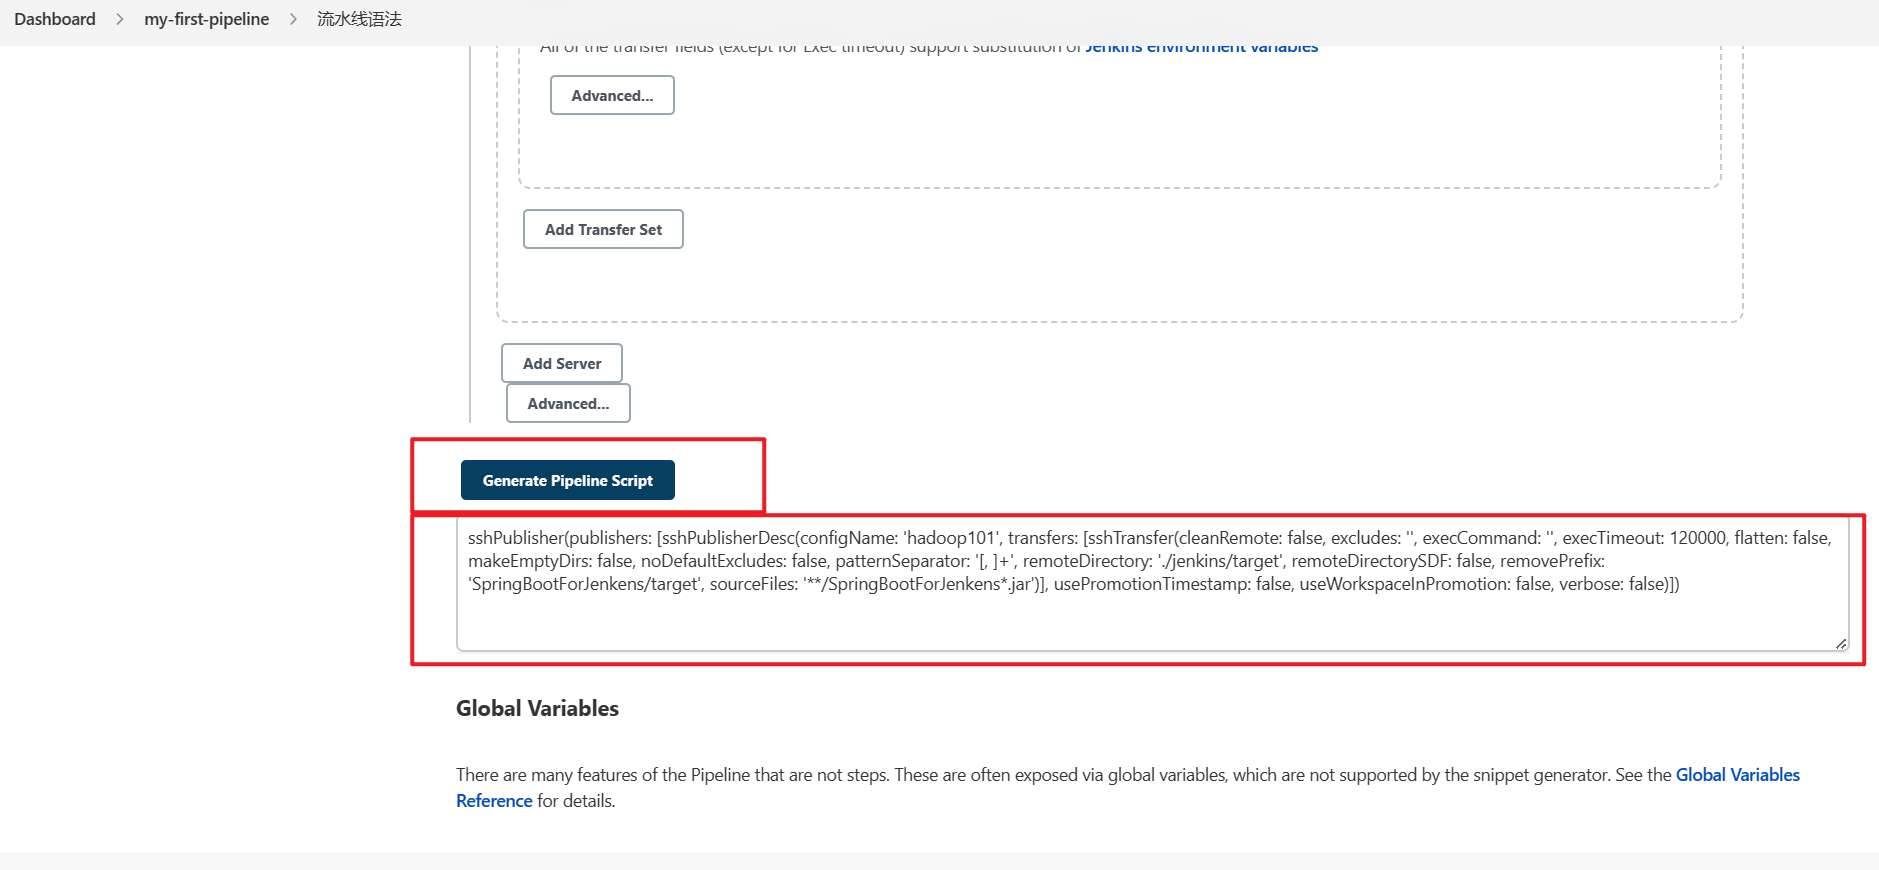 Dashboard > my-first-pipeline > 流水线语法
All of the transfer fields (except for Exec timeout) support substitution of Jenkins environment variables
Advanced...
Add Transfer Set
Add Server
Advanced...
Generate Pipeline Script
sshPublisher(publishers: [sshPublisherDesc(configName: 'hadoop101', transfers: [sshTransfer(cleanRemote: false, excludes: '', execCommand: '', execTimeout: 120000, flatten: false,
makeEmptyDirs: false, noDefaultExcludes: false, patternSeparator: '[, ]+', remoteDirectory: './jenkins/target', remoteDirectorySDF: false, removePrefix:
'SpringBootForJenkens/target', sourceFiles: '**/SpringBootForJenkens*.jar')], usePromotionTimestamp: false, useWorkspaceInPromotion: false, verbose: false)])
Global Variables
There are many features of the Pipeline that are not steps. These are often exposed via global variables, which are not supported by the snippet generator. See the Global Variables
Reference for details.